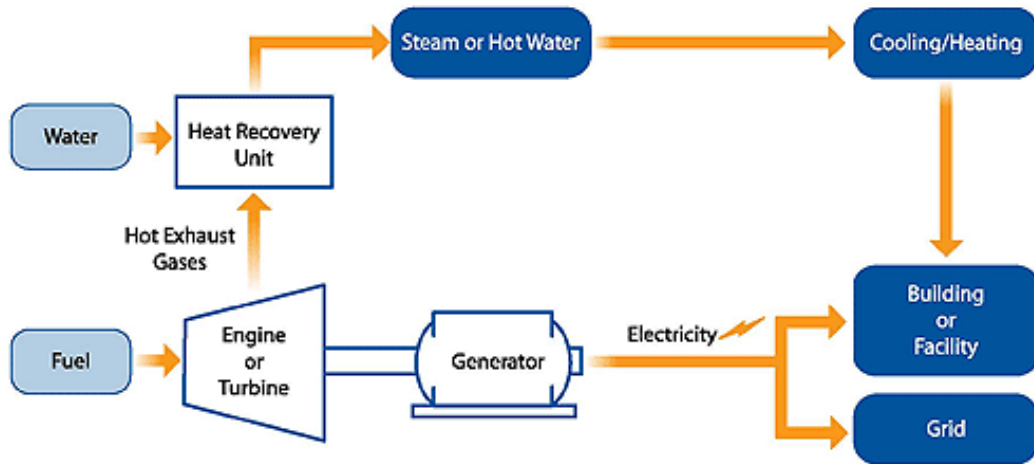 Steam or Hot Water
Cooling/Heating
Water
Heat Recovery
Unit
Hot Exhaust
Gases
Fuel
Engine
or
Turbine
Generator
Electricity
Building
or
Facility
Grid